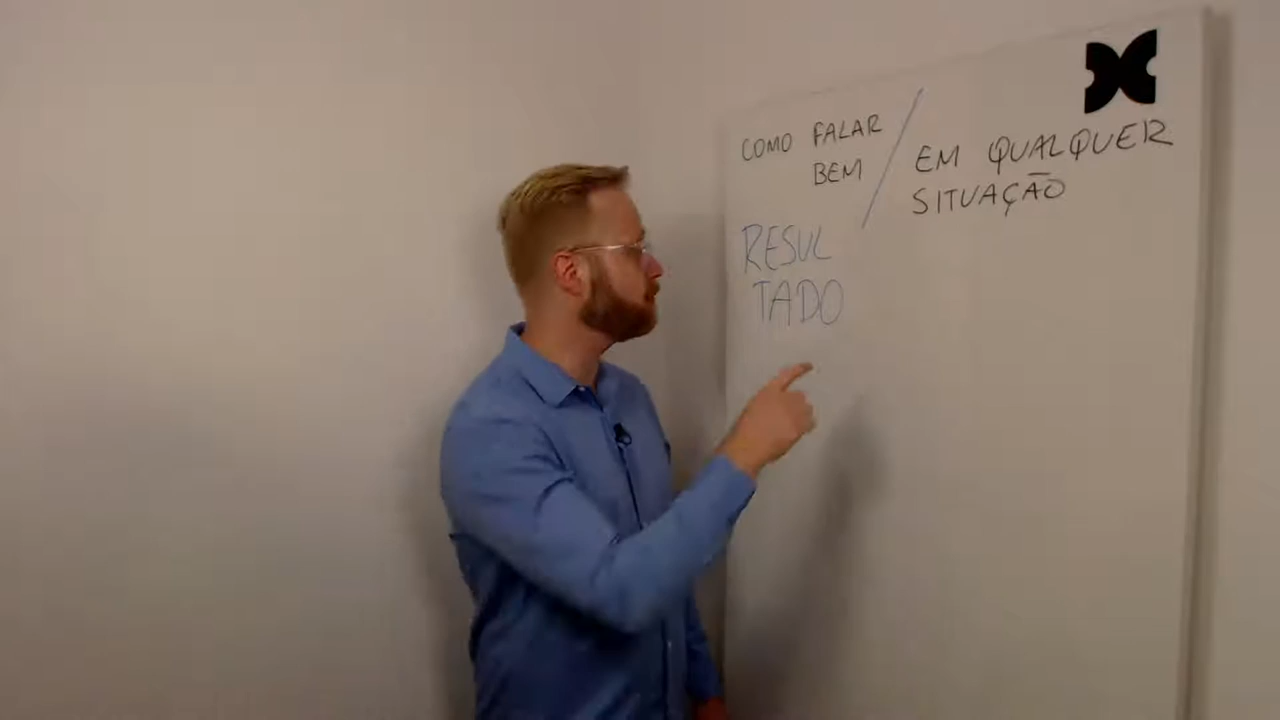 COMO FALAR
BEM
EM QUALQUER
SITUAÇÃO
RESUL
TADO